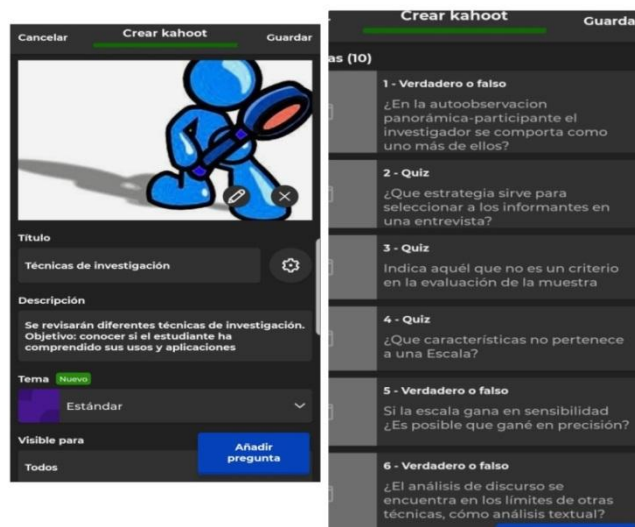 Cancelar
Crear kahoot
Guardar
Título
Técnicas de investigación
Descripción
Se revisarán diferentes técnicas de investigación.
Objetivo: conocer si el estudiante ha
comprendido sus usos y aplicaciones
Tema Nuevo
Estándar
Visible para
Todos
Añadir
pregunta
Crear kahoot
Guarda
as (10)
1 - Verdadero o falso
¿En la autoobservacion
panorámica-participante el
investigador se comporta como
uno más de ellos?
2 - Quiz
¿Que estrategia sirve para
seleccionar a los informantes en
una entrevista?
3 - Quiz
Indica aquél que no es un criterio
en la evaluación de la muestra
4 - Quiz
¿Que características no pertenece
a una Escala?
5 - Verdadero o falso
Si la escala gana en sensibilidad
¿Es posible que gané en precisión?
6 - Verdadero o falso
¿El análisis de discurso se
encuentra en los límites de otras
técnicas, cómo análisis textual?